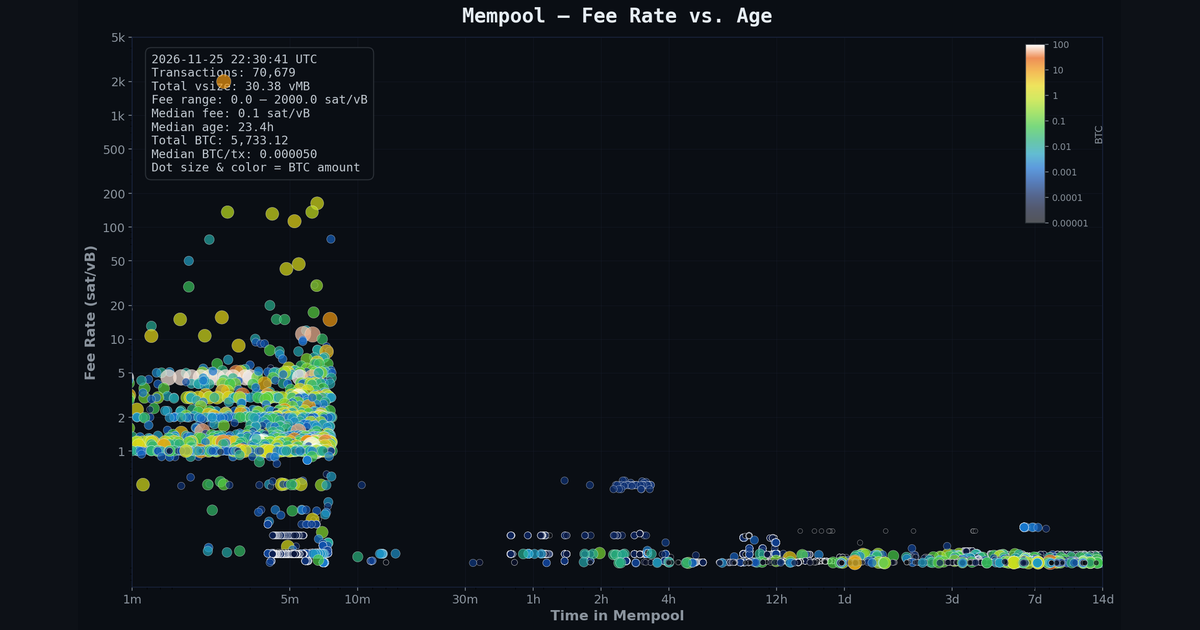 Mempool — Fee Rate vs. Age
2026-11-25 22:30:41 UTC
Transactions: 70,679
Total vsize: 30.38 vMB
Fee range: 0.0 – 2000.0 sat/vB
Median fee: 0.1 sat/vB
Median age: 23.4h
Total BTC: 5,733.12
Median BTC/tx: 0.000050
Dot size & color = BTC amount
5k
2k
1k
500
200
100
50
20
10
5
2
1
Fee Rate (sat/vB)
100
10
1
0.1
0.01
0.001
0.0001
0.00001
BTC
1m 5m 10m 30m 1h 2h 4h 12h 1d 3d 7d 14d
Time in Mempool